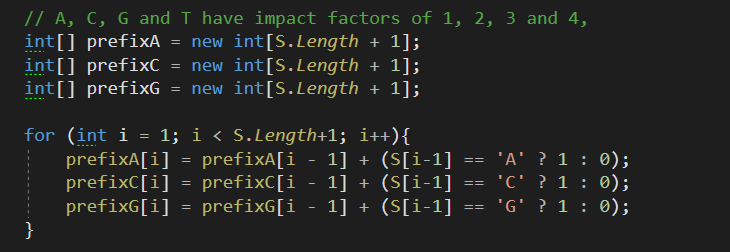 // A, C, G and T have impact factors of 1, 2, 3 and 4,
int[] prefixA = new int[S.Length + 1];
int[] prefixC = new int[S.Length + 1];
int[] prefixG = new int[S.Length + 1];
for (int i = 1; i < S.Length+1; i++){
prefixA[i] = prefixA[i - 1] + (S[i-1] == 'A' ? 1 : 0);
prefixC[i] = prefixC[i - 1] + (S[i-1] == 'C' ? 1 : 0);
prefixG[i] = prefixG[i - 1] + (S[i-1] == 'G' ? 1 : 0);
}